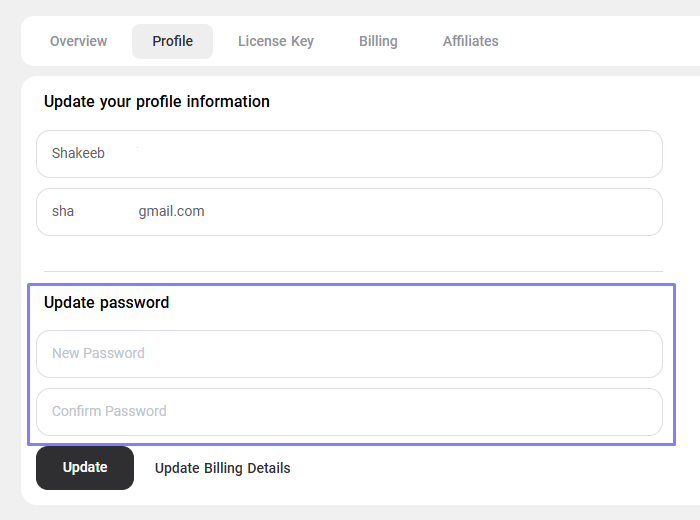 Overview Profile License Key Billing Affiliates
Update your profile information
Shakeeb
sha gmail.com
Update password
New Password
Confirm Password
Update Update Billing Details